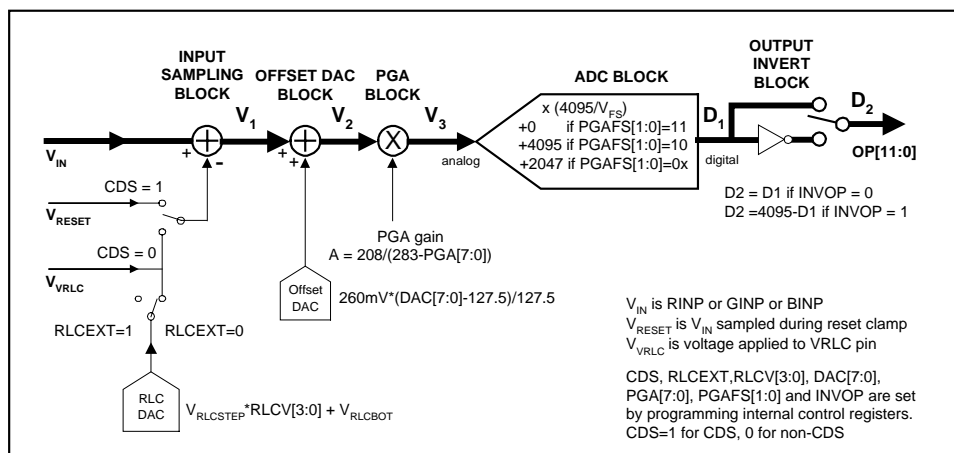 INPUT
SAMPLING
BLOCK
OFFSET DAC
BLOCK
PGA
BLOCK
ADC BLOCK
OUTPUT
INVERT
BLOCK
V1
V2
V3
x (4095/VFS)
+0 if PGAFS[1:0]=11
+4095 if PGAFS[1:0]=10
+2047 if PGAFS[1:0]=0x
D1
D2
+
-
+
+
X
analog
digital
VIN
OP[11:0]
CDS = 1
VRESET
D2 = D1 if INVOP = 0
D2 =4095-D1 if INVOP = 1
PGA gain
A = 208/(283-PGA[7:0])
CDS = 0
VVRLC
Offset
DAC
260mV*(DAC[7:0]-127.5)/127.5
RLCEXT=1
RLCEXT=0
VIN is RINP or GINP or BINP
VRESET is VIN sampled during reset clamp
VVRLC is voltage applied to VRLC pin
RLC
DAC
VRLCSTEP*RLCV[3:0] + VRLCBOT
CDS, RLCEXT,RLCV[3:0], DAC[7:0],
PGA[7:0], PGAFS[1:0] and INVOP are set
by programming internal control registers.
CDS=1 for CDS, 0 for non-CDS